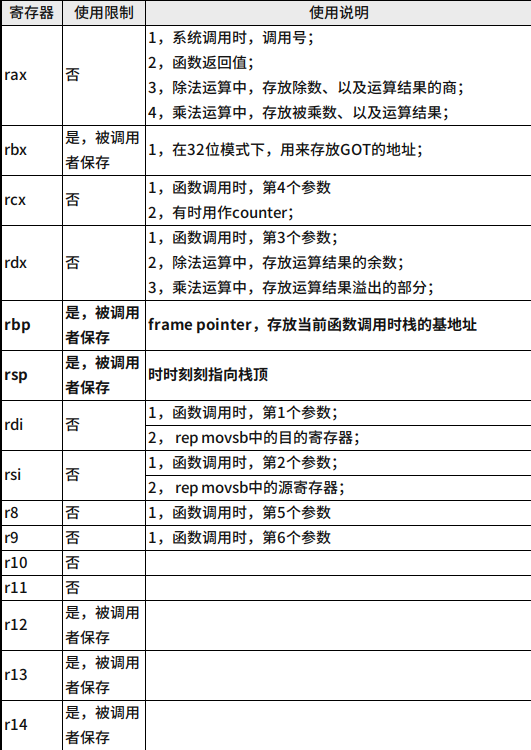 寄存器 使用限制 使用说明
rax 否 1，系统调用时，调用号；
2，函数返回值；
3，除法运算中，存放除数、以及运算结果的商；
4，乘法运算中，存放被乘数、以及运算结果；
rbx 是，被调用者保存 1，在32位模式下，用来存放GOT的地址；
rcx 否 1，函数调用时，第4个参数
2，有时用作counter；
rdx 否 1，函数调用时，第3个参数；
2，除法运算中，存放运算结果的余数；
3，乘法运算中，存放运算结果溢出的部分；
rbp 是，被调用者保存 frame pointer，存放当前函数调用时栈的基地址
rsp 是，被调用者保存 时时刻刻指向栈顶
rdi 否 1，函数调用时，第1个参数；
2， rep movsb中的目的寄存器；
rsi 否 1，函数调用时，第2个参数；
2， rep movsb中的源寄存器；
r8 否 1，函数调用时，第5个参数
r9 否 1，函数调用时，第6个参数
r10 否
r11 否
r12 是，被调用者保存
r13 是，被调用者保存
r14 是，被调用者保存